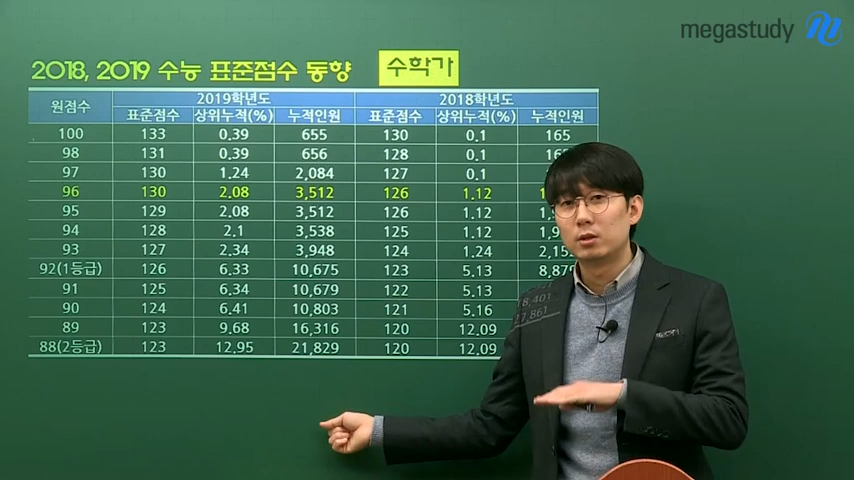 megastudy
2018, 2019 수능 표준점수 동향 수학가
원점수 2019학년도 2018학년도
표준점수 상위누적(%) 누적인원 표준점수 상위누적(%) 누적인원
100 133 0.39 655 130 0.1 165
98 131 0.39 656 128 0.1
97 130 1.24 2,084 127 0.1
96 130 2.08 3,512 126 1.12
95 129 2.08 3,512 126 1.12
94 128 2.1 3,538 125 1.12
93 127 2.34 3,948 124 1.24
92(1등급) 126 6.33 10,675 123 5.13 8,879
91 125 6.34 10,679 122 5.13
90 124 6.41 10,803 121 5.16
89 123 9.68 16,316 120 12.09 18,401
88(2등급) 123 12.95 21,829 120 12.09